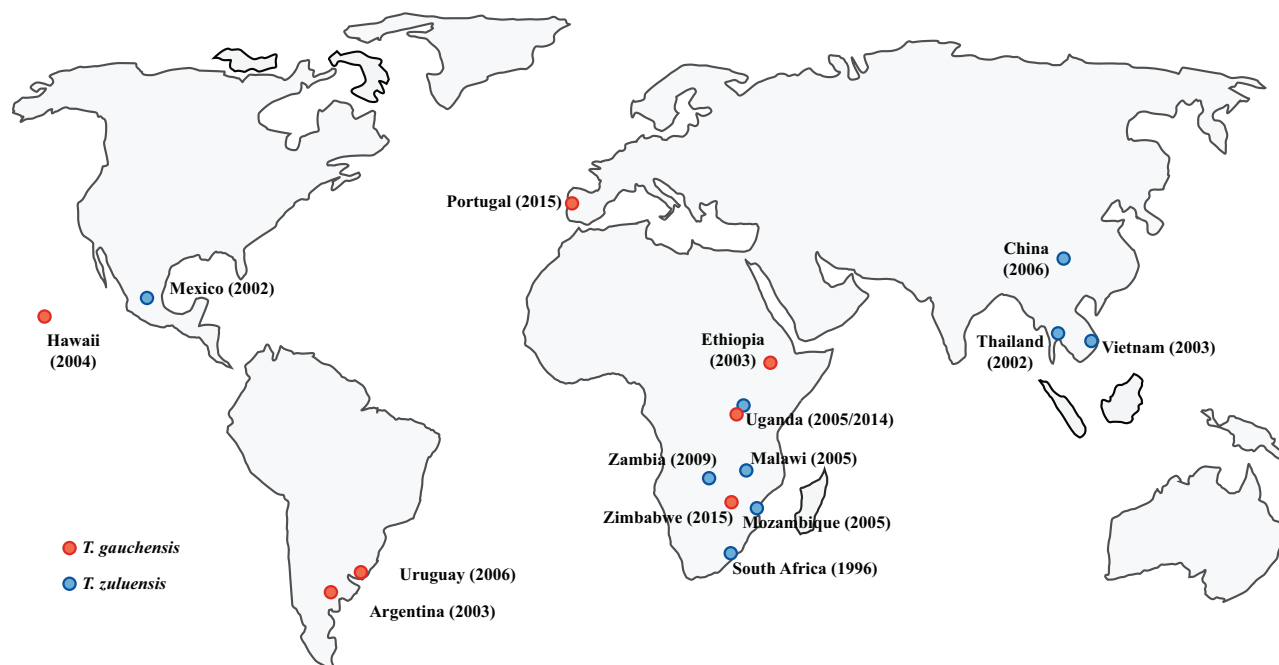 Portugal (2015)
China
(2006)
Mexico (2002)
Hawaii
(2004)
Ethiopia
(2003)
Thailand
(2002)
Vietnam (2003)
Uganda (2005/2014)
Zambia (2009)
Malawi (2005)
Zimbabwe (2015)
Mozambique (2005)
South Africa (1996)
Uruguay (2006)
Argentina (2003)
T. gauchensis
T. zuluensis